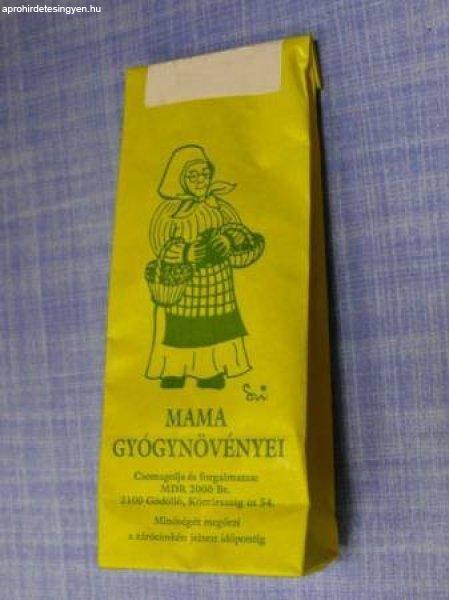 aprohirdetesingyen.hu
MAMA
GYÓGYNÖVÉNYEI
Csomagolja és forgalmazza:
MDR 2000 Bt.
2100 Gödöllő, Köztársaság út 54.
Minőségét megőrzi
a zárócímkén jelzett időpontig